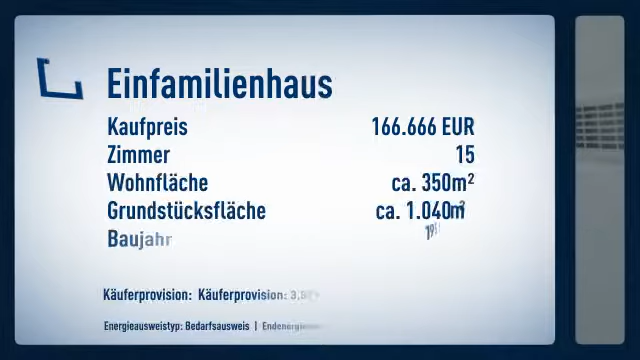 Einfamilienhaus
Kaufpreis 166.666 EUR
Zimmer 15
Wohnfläche ca. 350m²
Grundstücksfläche ca. 1.040m²
Baujahr
Käuferprovision: Käuferprovision:
Energieausweistyp: Bedarfsausweis |